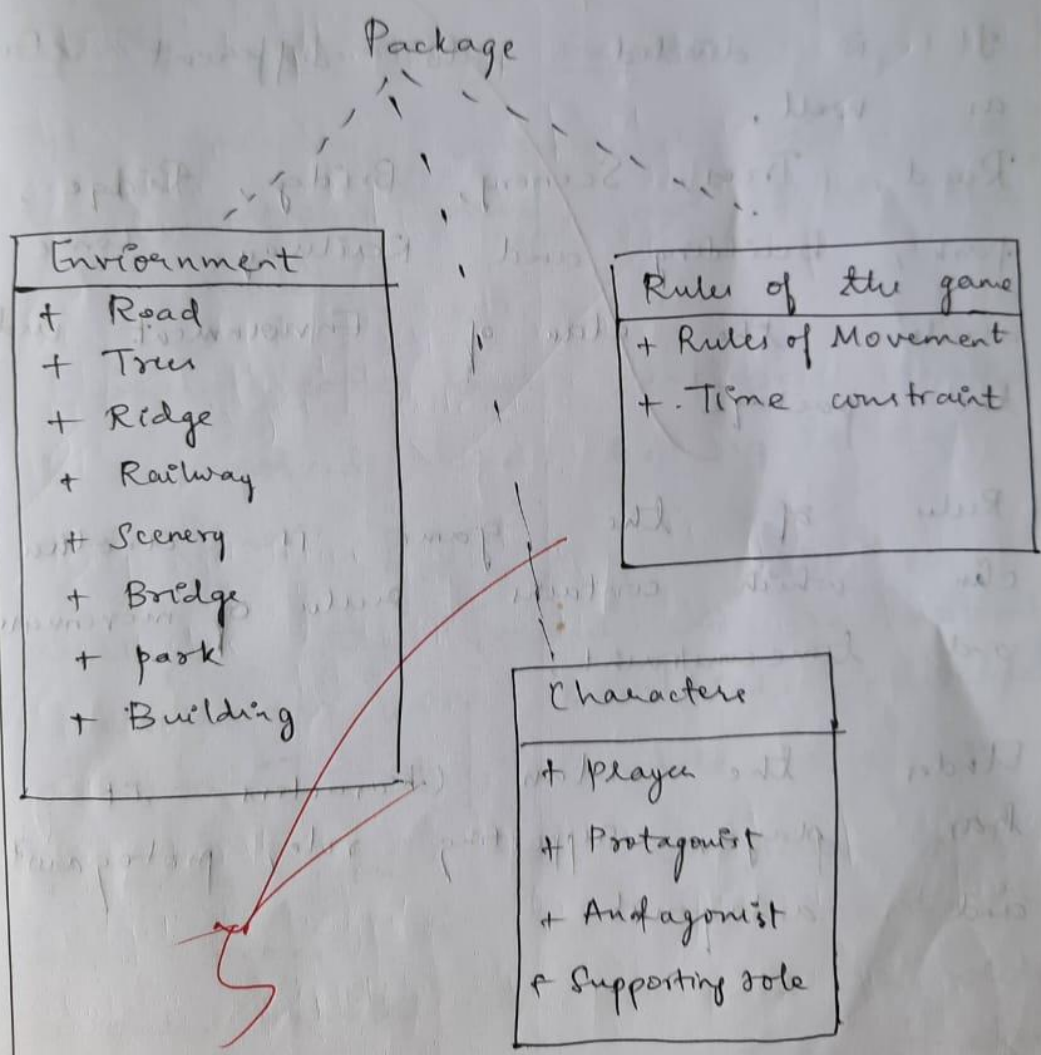 Package
Enviornment
+ Road
+ Trees
+ Ridge
+ Railway
+ Scenery
+ Bridge
+ park
+ Building
Rules of the game
+ Rules of Movement
+ Time constraint
Characters
+ player
+ Protagonist
+ Antagonist
+ Supporting role